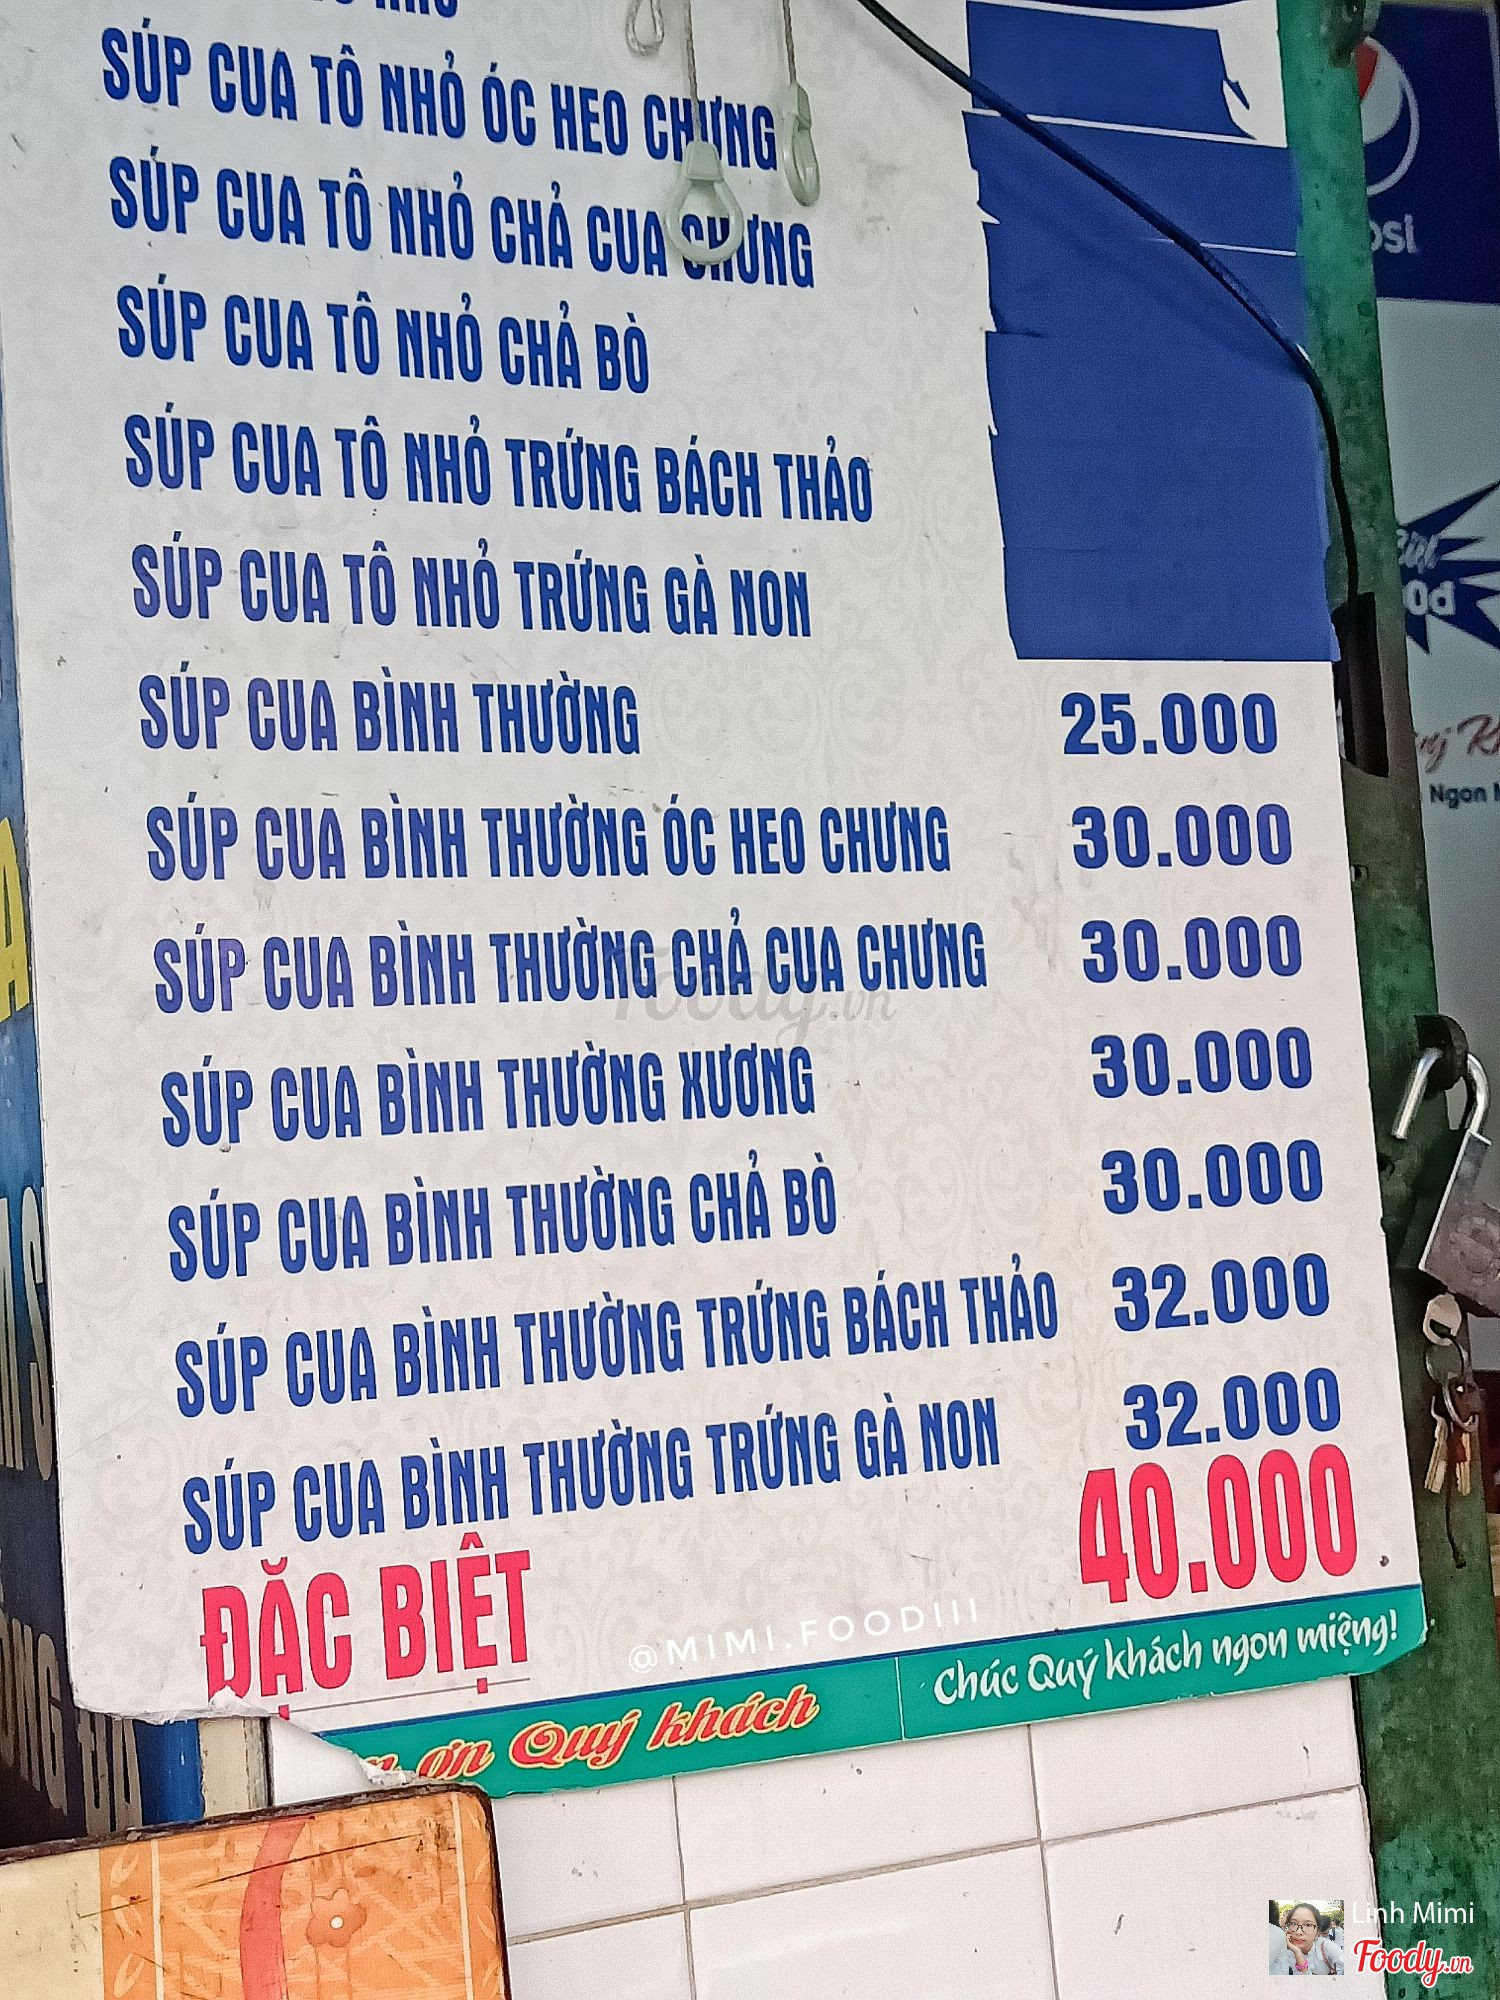 SÚP CUA TÔ NHỎ ÓC HEO CHƯNG
SÚP CUA TÔ NHỎ CHẢ CUA CHƯNG
SÚP CUA TÔ NHỎ CHẢ BÒ
SÚP CUA TÔ NHỎ TRỨNG BÁCH THẢO
SÚP CUA TÔ NHỎ TRỨNG GÀ NON
SÚP CUA BÌNH THƯỜNG 25.000
SÚP CUA BÌNH THƯỜNG ÓC HEO CHƯNG 30.000
SÚP CUA BÌNH THƯỜNG CHẢ CUA CHƯNG 30.000
SÚP CUA BÌNH THƯỜNG XƯƠNG 30.000
SÚP CUA BÌNH THƯỜNG CHẢ BÒ 30.000
SÚP CUA BÌNH THƯỜNG TRỨNG BÁCH THẢO 32.000
SÚP CUA BÌNH THƯỜNG TRỨNG GÀ NON 32.000
ĐẶC BIỆT 40.000
@MIMI.FOODIII
ơn Quý khách
Chúc Quý khách ngon miệng!
Ngon
Foody.vn
Linh Mimi
Foody.vn